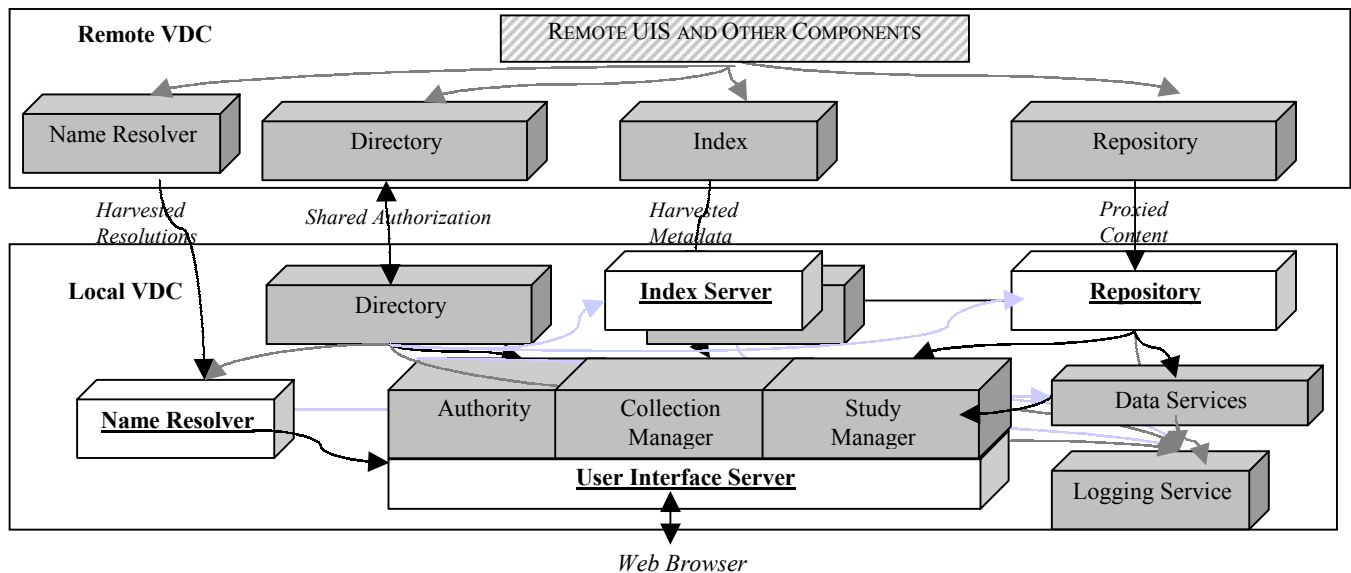 Remote VDC
REMOTE UIS AND OTHER COMPONENTS
Name Resolver
Directory
Index
Repository
Harvested
Resolutions
Shared Authorization
Harvested
Metadata
Proxied
Content
Local VDC
Directory
Index Server
Repository
Name Resolver
Authority
Collection
Manager
Study
Manager
Data Services
User Interface Server
Logging Service
Web Browser